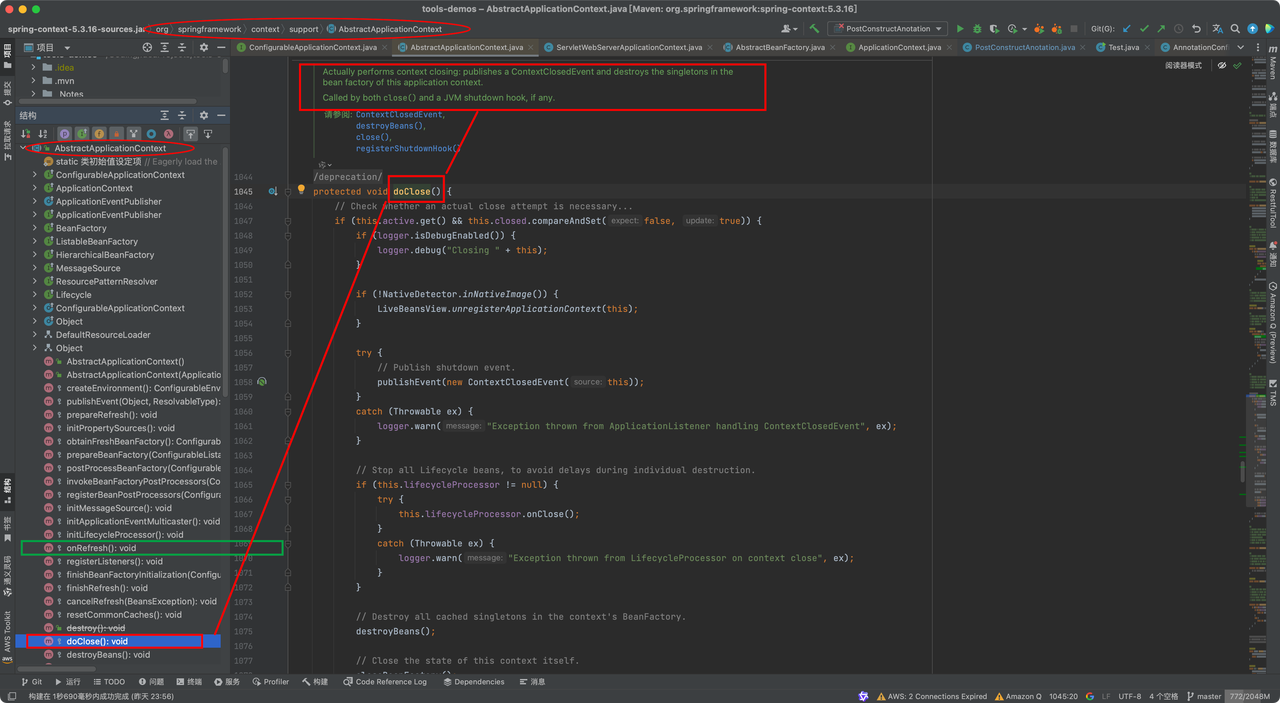 tools-demos – AbstractApplicationContext.java [Maven: org.springframework:spring-context:5.3.16]
spring-context-5.3.16-sources.jar
org
springframework
context
support
AbstractApplicationContext
PostConstructAnotation
Git(G):
项目
ConfigurableApplicationContext.java
AbstractApplicationContext.java
ServletWebServerApplicationContext.java
AbstractBeanFactory.java
ApplicationContext.java
PostConstructAnotation.java
Test.java
AnnotationConfi
阅读器模式
.idea
.mvn
Notes
结构
AbstractApplicationContext
static 类初始值设定项 // Eagerly load the
ConfigurableApplicationContext
ApplicationContext
ApplicationEventPublisher
ApplicationEventPublisher
BeanFactory
ListableBeanFactory
HierarchicalBeanFactory
MessageSource
ResourcePatternResolver
Lifecycle
ConfigurableApplicationContext
Object
DefaultResourceLoader
Object
AbstractApplicationContext()
AbstractApplicationContext(Applicatio
createEnvironment(): ConfigurableEnv
publishEvent(Object, ResolvableType):
prepareRefresh(): void
initPropertySources(): void
obtainFreshBeanFactory(): Configurab
prepareBeanFactory(ConfigurableLista
postProcessBeanFactory(Configurable
invokeBeanFactoryPostProcessors(Co
registerBeanPostProcessors(Configura
initMessageSource(): void
initApplicationEventMulticaster(): void
initLifecycleProcessor(): void
onRefresh(): void
registerListeners(): void
finishBeanFactoryInitialization(Configu
finishRefresh(): void
cancelRefresh(BeansException): void
resetCommonCaches(): void
destroy(): void
doClose(): void
destroyBeans(): void
Actually performs context closing: publishes a ContextClosedEvent and destroys the singletons in the
bean factory of this application context.
Called by both close() and a JVM shutdown hook, if any.
请参阅: ContextClosedEvent,
destroyBeans(),
close(),
registerShutdownHook()
1044 /deprecation/
1045 protected void doClose() {
1046 // Check whether an actual close attempt is necessary...
1047 if (this.active.get() && this.closed.compareAndSet( expect: false, update: true)) {
1048 if (logger.isDebugEnabled()) {
1049 logger.debug("Closing " + this);
1050 }
1051
1052 if (!NativeDetector.inNativeImage()) {
1053 LiveBeansView.unregisterApplicationContext(this);
1054 }
1055
1056 try {
1057 // Publish shutdown event.
1058 publishEvent(new ContextClosedEvent( source: this));
1059 }
1060 catch (Throwable ex) {
1061 logger.warn( message: "Exception thrown from ApplicationListener handling ContextClosedEvent", ex);
1062 }
1063
1064 // Stop all Lifecycle beans, to avoid delays during individual destruction.
1065 if (this.lifecycleProcessor != null) {
1066 try {
1067 this.lifecycleProcessor.onClose();
1068 }
1069 catch (Throwable ex) {
1070 logger.warn( message: "Exception thrown from LifecycleProcessor on context close", ex);
1071 }
1072 }
1073
1074 // Destroy all cached singletons in the context's BeanFactory.
1075 destroyBeans();
1076
1077 // Close the state of this context itself.
项目
提交
拉取请求
结构
书签
AWS Toolkit
aws
Maven
数据库
RestfulTool
通知
Amazon Q (Preview)
TMS
Git
运行
TODO
问题
终端
服务
Profiler
构建
Code Reference Log
Dependencies
消息
构建在 1秒690毫秒内成功完成 (昨天 23:56)
AWS: 2 Connections Expired
Amazon Q
1045:20
LF
UTF-8
4 个空格
master
772/2048M